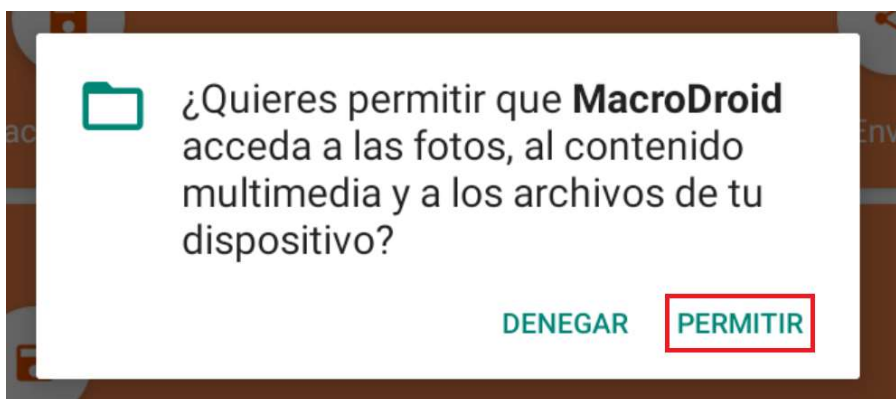 ¿Quieres permitir que MacroDroid
acceda a las fotos, al contenido
multimedia y a los archivos de tu
dispositivo?
DENEGAR PERMITIR